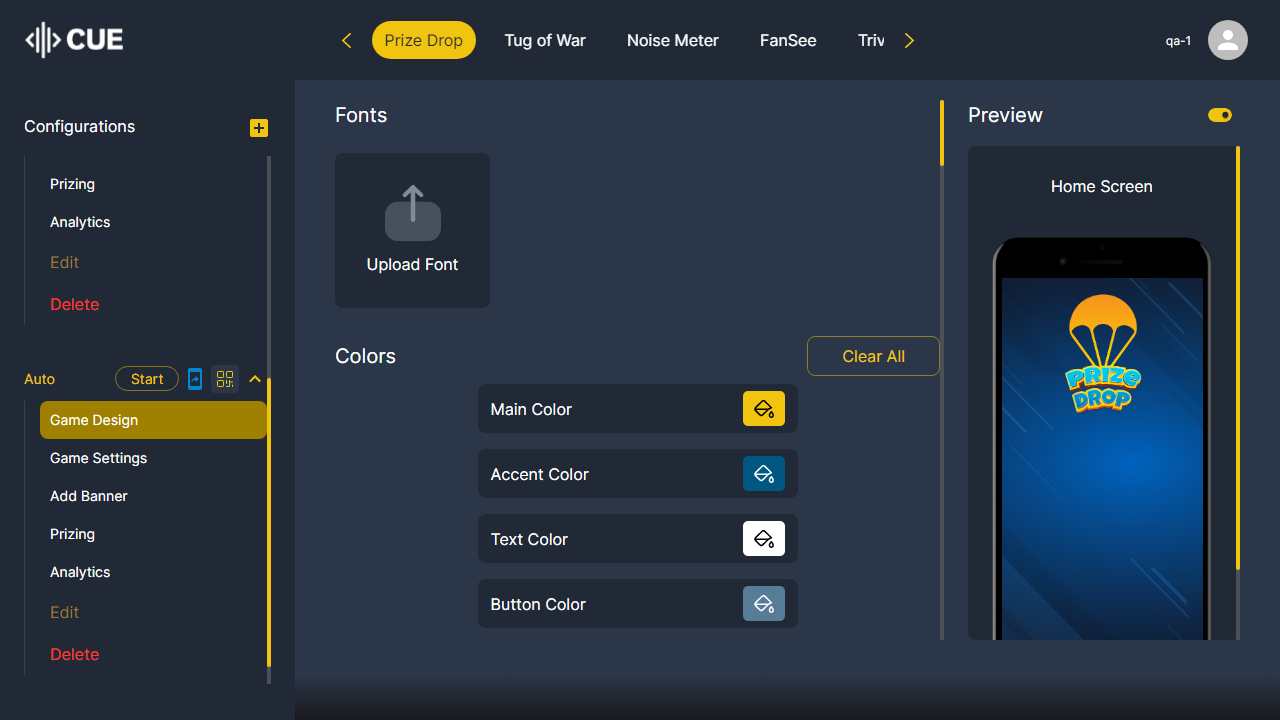 CUE
Prize Drop
Tug of War
Noise Meter
FanSee
Triv
qa-1
Configurations
Prizing
Analytics
Edit
Delete
Auto
Start
Game Design
Game Settings
Add Banner
Prizing
Analytics
Edit
Delete
Fonts
Upload Font
Colors
Clear All
Main Color
Accent Color
Text Color
Button Color
Preview
Home Screen
PRIZE
DROP